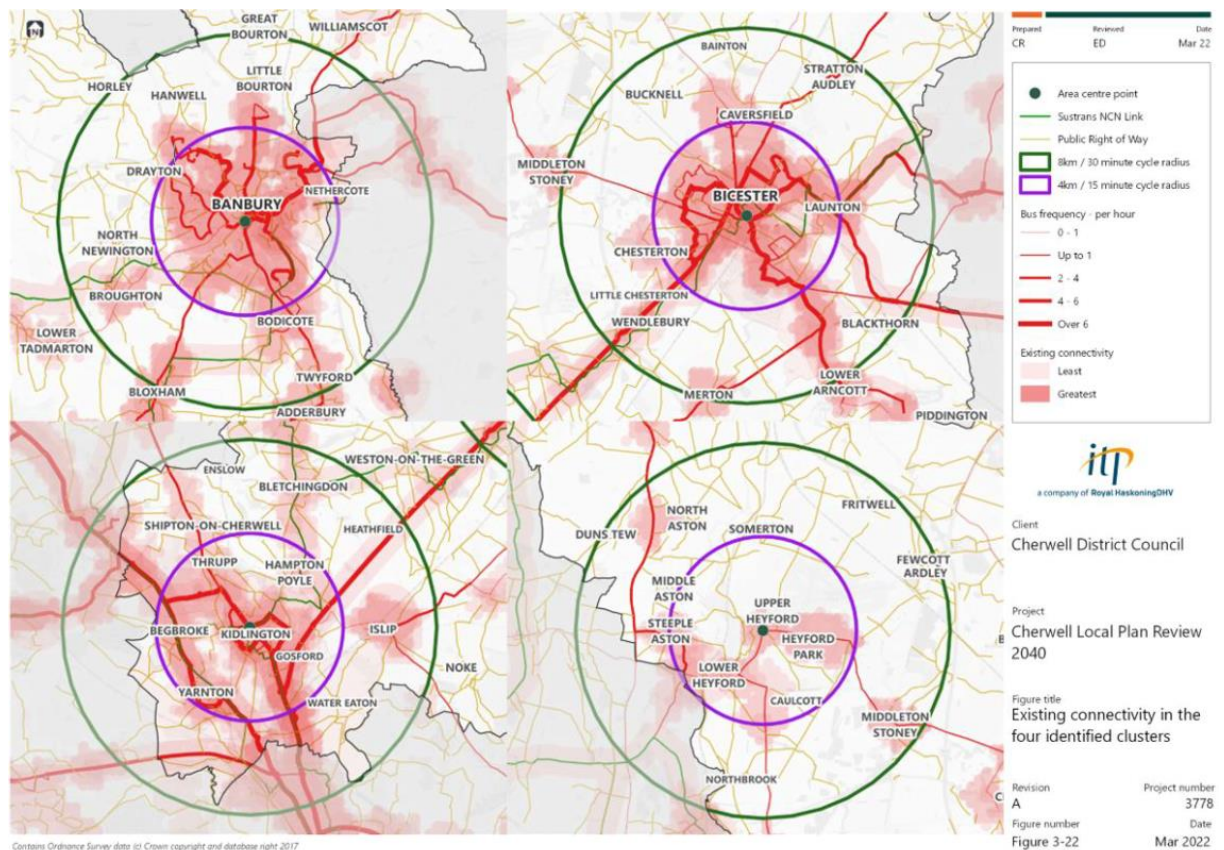 GREAT
BOURTON
WILLIAMSCOT
LITTLE
BOURTON
HORLEY
HANWELL
DRAYTON
NETHERCOTE
BANBURY
NORTH
NEWINGTON
BROUGHTON
BODICOTE
LOWER
TADMARTON
TWYFORD
BLOXHAM
ADDERBURY
BAINTON
STRATTON
AUDLEY
BUCKNELL
CAVERSFIELD
MIDDLETON
STONEY
BICESTER
LAUNTON
CHESTERTON
LITTLE CHESTERTON
WENDLEBURY
BLACKTHORN
LOWER
ARNCOTT
MERTON
PIDDINGTON
ENSLOW
WESTON-ON-THE-GREEN
BLETCHINGDON
SHIPTON-ON-CHERWELL
HEATHFIELD
THRUPP
HAMPTON
POYLE
BEGBROKE
KIDLINGTON
ISLIP
GOSFORD
NOKE
YARNTON
WATER EATON
FRITWELL
NORTH
ASTON
DUNS TEW
SOMERTON
FEWCOTT
ARDLEY
MIDDLE
ASTON
UPPER
HEYFORD
STEEPLE
ASTON
HEYFORD
PARK
LOWER
HEYFORD
CAULCOTT
MIDDLETON
STONEY
NORTHBROOK
Prepared Reviewed Date
CR ED Mar 22
Area centre point
Sustrans NCN Link
Public Right of Way
8km / 30 minute cycle radius
4km / 15 minute cycle radius
Bus frequency - per hour
0 - 1
Up to 1
2 - 4
4 - 6
Over 6
Existing connectivity
Least
Greatest
itp
a company of Royal HaskoningDHV
Client
Cherwell District Council
Project
Cherwell Local Plan Review
2040
Figure title
Existing connectivity in the
four identified clusters
Revision Project number
A 3778
Figure number Date
Figure 3-22 Mar 2022
Contains Ordnance Survey data (c) Crown copyright and database right 2017